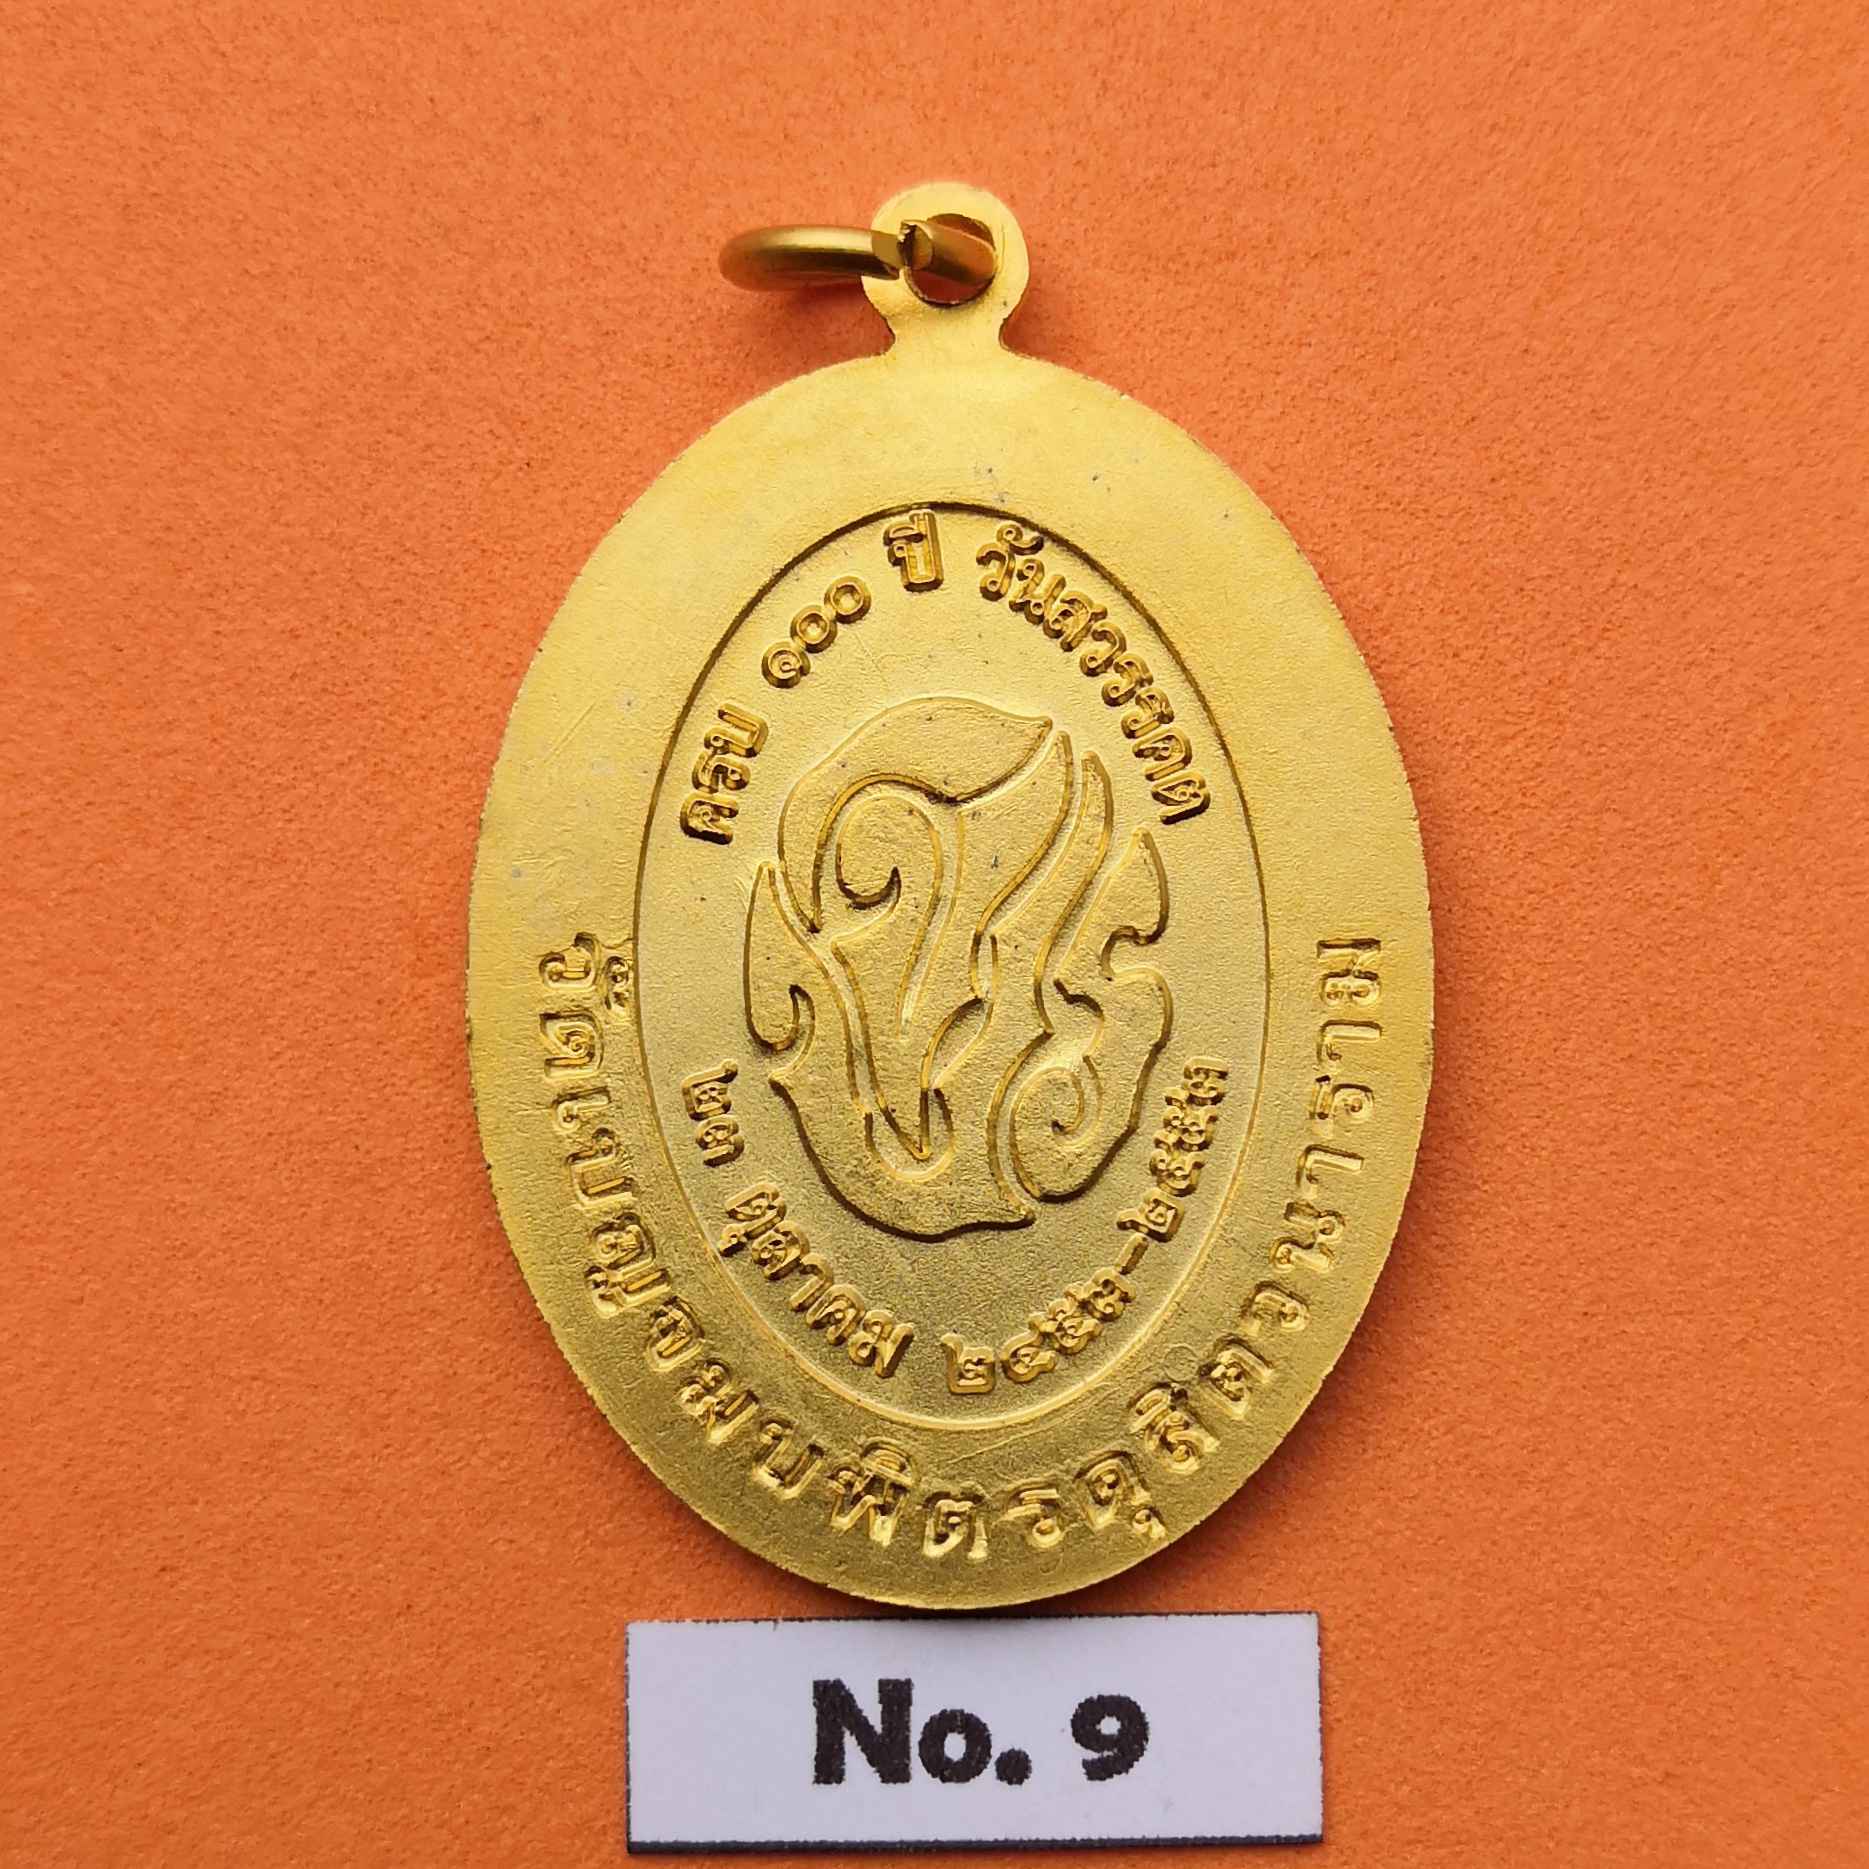 ครบ ๑๐๐ ปี วันสวรรคต
๒๓ ตุลาคม ๒๔๕๓-๒๕๕๓
วัดเบญจมบพิตรดุสิตวนาราม
No. 9